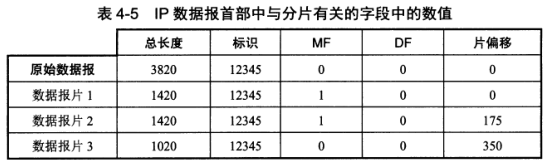 表 4-5 IP 数据报首部中与分片有关的字段中的数值
总长度 标识 MF DF 片偏移
原始数据报 3820 12345 0 0 0
数据报片 1 1420 12345 1 0 0
数据报片 2 1420 12345 1 0 175
数据报片 3 1020 12345 0 0 350